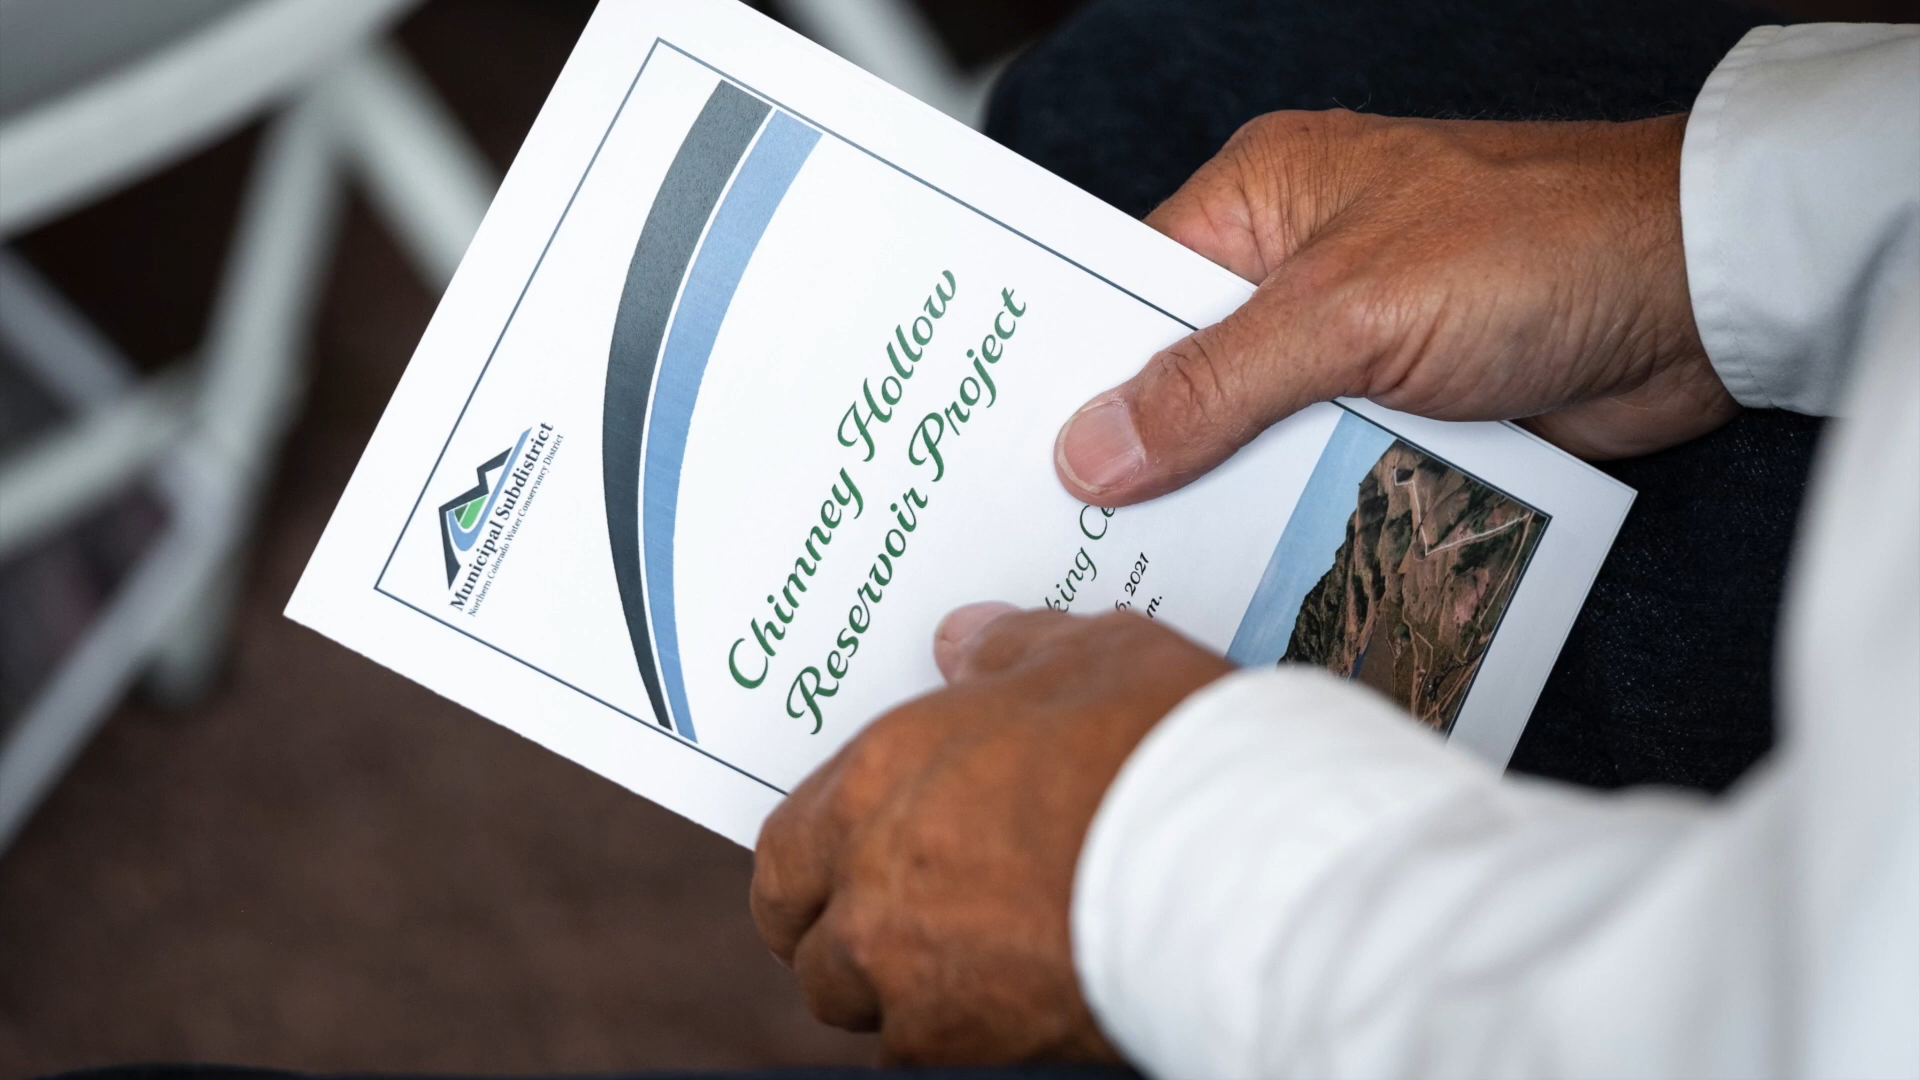 Municipal Subdistrict
Northern Colorado Water Conservancy District
Chimney Hollow
Reservoir Project
2021